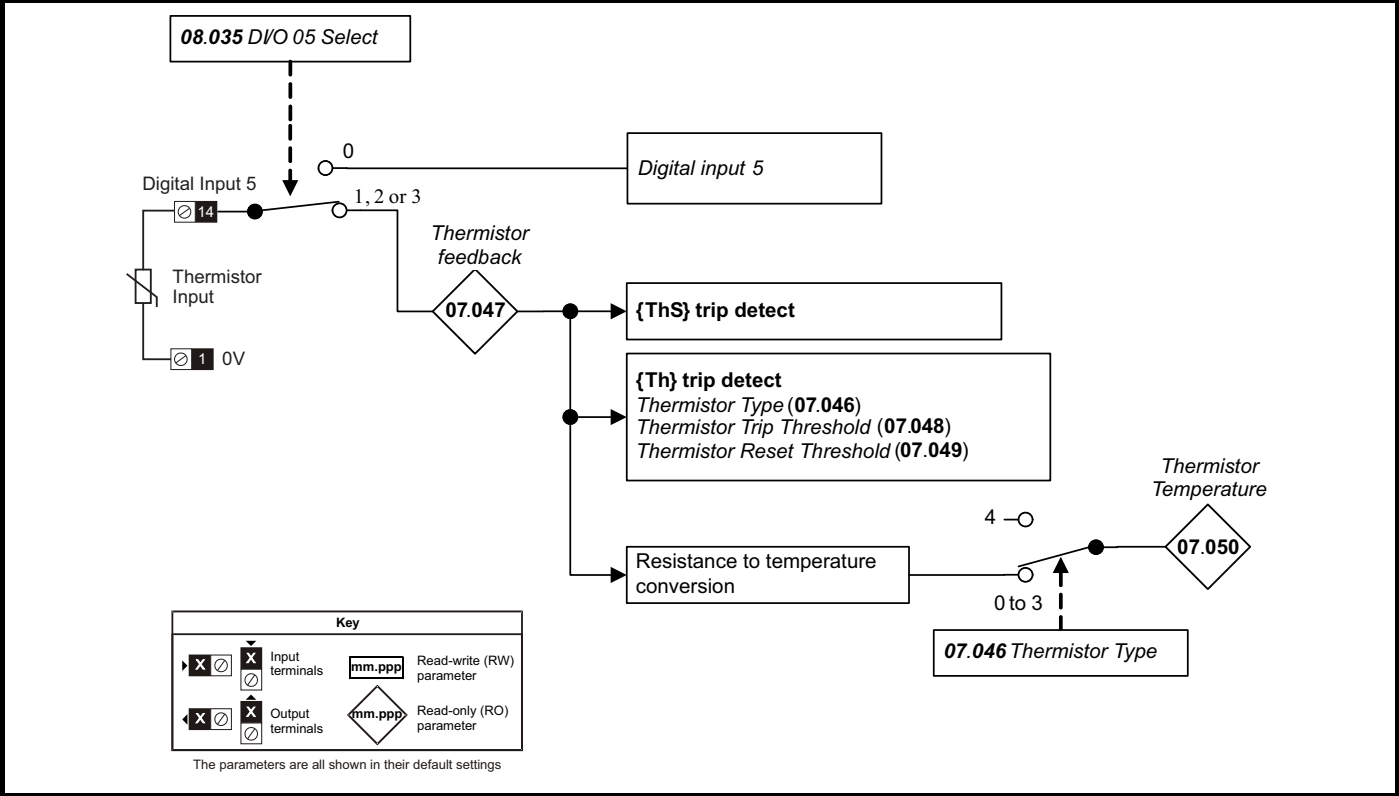 08.035 DI/O 05 Select
0
Digital input 5
Digital Input 5
1, 2 or 3
14
Thermistor
feedback
Thermistor
Input
07.047
{ThS} trip detect
1 0V
{Th} trip detect
Thermistor Type (07.046)
Thermistor Trip Threshold (07.048)
Thermistor Reset Threshold (07.049)
Thermistor
Temperature
4
07.050
Resistance to temperature
conversion
0 to 3
07.046 Thermistor Type
Key
X X Input
terminals
mm.ppp Read-write (RW)
parameter
X X Output
terminals
mm.ppp Read-only (RO)
parameter
The parameters are all shown in their default settings